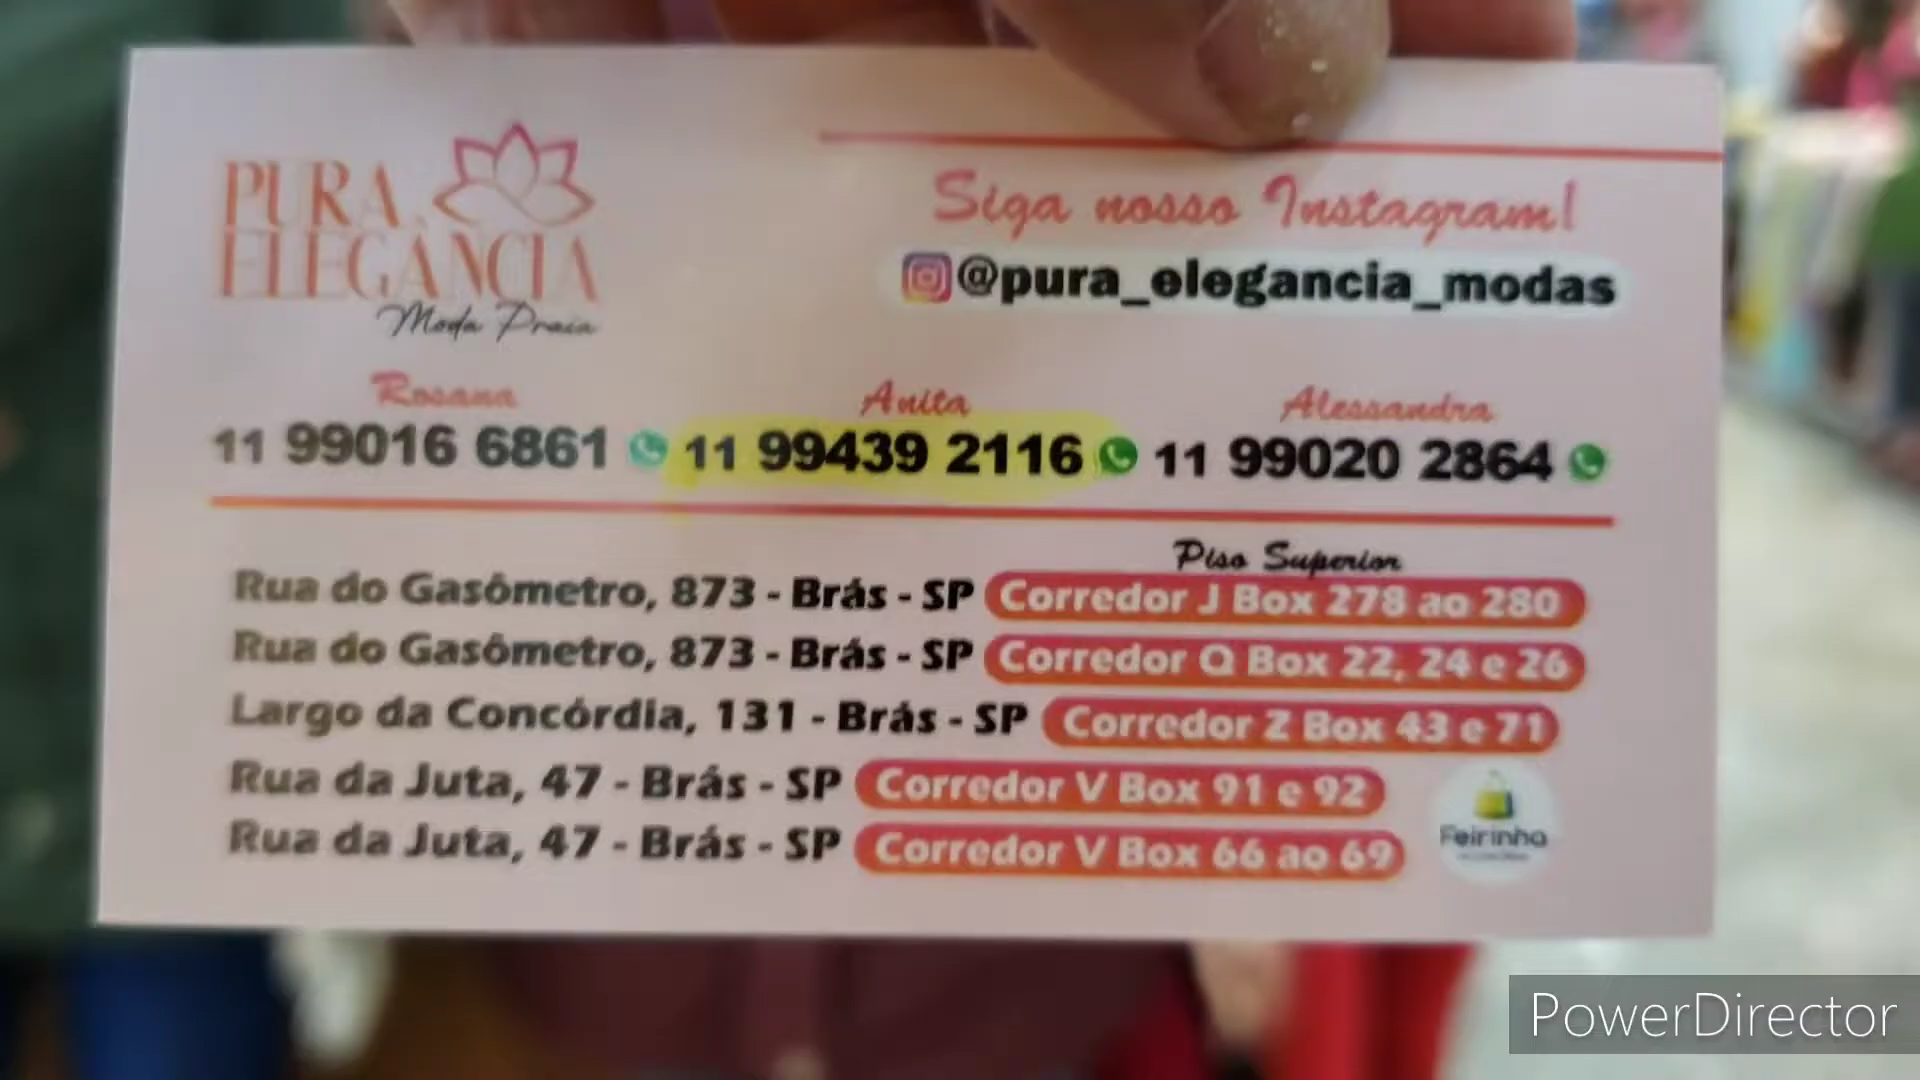 PURA
ELEGÂNCIA
Moda Praia
Siga nosso Instagram!
@pura_elegancia_modas
Rosana
11 99016 6861
Anita
11 99439 2116
Alessandra
11 99020 2864
Piso Superior
Rua do Gasômetro, 873 - Brás - SP Corredor J Box 278 ao 280
Rua do Gasômetro, 873 - Brás - SP Corredor Q Box 22, 24 e 26
Largo da Concórdia, 131 - Brás - SP Corredor Z Box 43 e 71
Rua da Juta, 47 - Brás - SP Corredor V Box 91 e 92
Rua da Juta, 47 - Brás - SP Corredor V Box 66 ao 69
Feirinha
PowerDirector